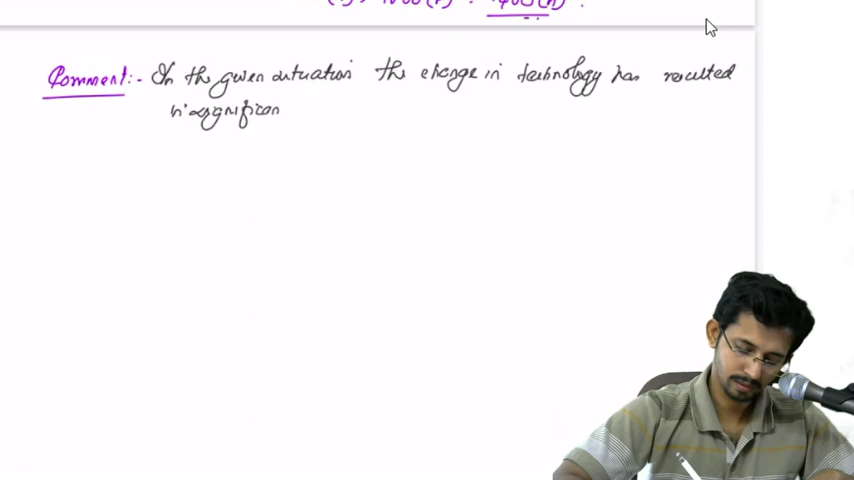 Comment:- In the given situation the change in technology has resulted
in significan